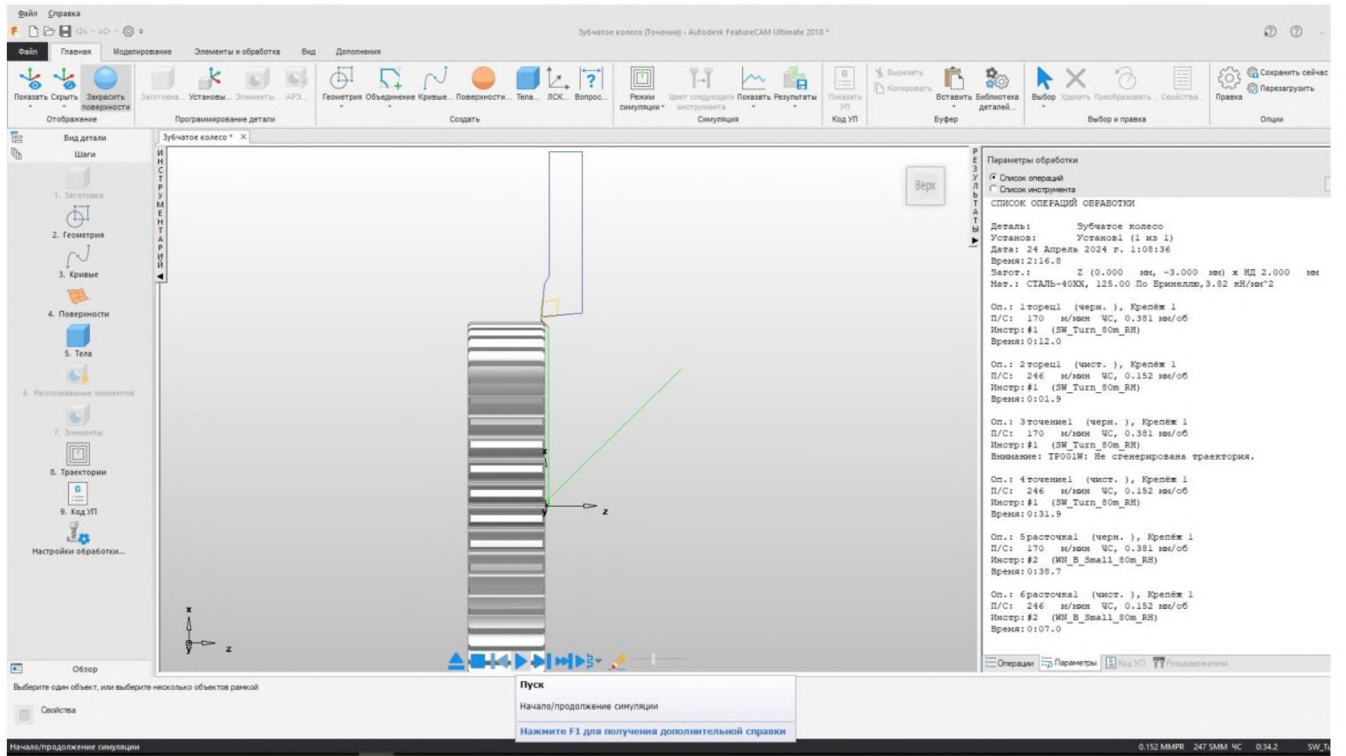 Файл Справка
Зубчатое колесо (Точение) - Autodesk FeatureCAM Ultimate 2018 *
Файл Главная Моделирование Элементы и обработка Вид Дополнения
Показать Скрыть Закрасить поверхности
Заготовка... Установы... Элементы... АРЭ...
Геометрия Объединение Кривые... Поверхности... Тела... ЛСК... Вопрос...
Режим симуляции Цвет следующего инструмента Показать Результаты
Показать УП
Вырезать
Копировать
Вставить Библиотека деталей...
Выбор Удалить Преобразовать... Свойства...
Правка
Сохранить сейчас
Перезагрузить
Отображение Программирование детали Создать Симуляция Код УП Буфер Выбор и правка Опции
Вид детали
Шаги
1. Заготовка
2. Геометрия
3. Кривые
4. Поверхности
5. Тела
6. Распознавание элементов
7. Элементы
8. Траектории
9. Код УП
Настройки обработки...
Обзор
Зубчатое колесо * X
ИНСТРУМЕНТАРИЙ
Верх
x
y
z
x
y
z
РЕЗУЛЬТАТЫ
Параметры обработки
Список операций
Список инструмента
СПИСОК ОПЕРАЦИЙ ОБРАБОТКИ
Деталь: Зубчатое колесо
Установ: Установ1 (1 из 1)
Дата: 24 Апрель 2024 г. 1:08:36
Время: 2:16.8
Загот.: Z (0.000 мм, -3.000 мм) x НД 2.000 мм
Мат.: СТАЛЬ-40ХХ, 125.00 По Бринеллю, 3.82 кН/мм^2
Оп.: 1 торец1 (черн. ), Крепёж 1
П/С: 170 м/мин ЧС, 0.381 мм/об
Инстр: #1 (SW_Turn_80m_RH)
Время: 0:12.0
Оп.: 2 торец1 (чист. ), Крепёж 1
П/С: 246 м/мин ЧС, 0.152 мм/об
Инстр: #1 (SW_Turn_80m_RH)
Время: 0:01.9
Оп.: 3 точение1 (черн. ), Крепёж 1
П/С: 170 м/мин ЧС, 0.381 мм/об
Инстр: #1 (SW_Turn_80m_RH)
Внимание: TP001W: Не сгенерирована траектория.
Оп.: 4 точение1 (чист. ), Крепёж 1
П/С: 246 м/мин ЧС, 0.152 мм/об
Инстр: #1 (SW_Turn_80m_RH)
Время: 0:31.9
Оп.: 5 расточка1 (черн. ), Крепёж 1
П/С: 170 м/мин ЧС, 0.381 мм/об
Инстр: #2 (WN_B_Small_80m_RH)
Время: 0:38.7
Оп.: 6 расточка1 (чист. ), Крепёж 1
П/С: 246 м/мин ЧС, 0.152 мм/об
Инстр: #2 (WN_B_Small_80m_RH)
Время: 0:07.0
Операции Параметры Код УП Резцедержатели
Выберите один объект, или выберите несколько объектов рамкой
Свойства
Пуск
Начало/продолжение симуляции
Нажмите F1 для получения дополнительной справки
Начало/продолжение симуляции 0.152 MMPR 247 SMM ЧС 0:34.2 SW_Tu